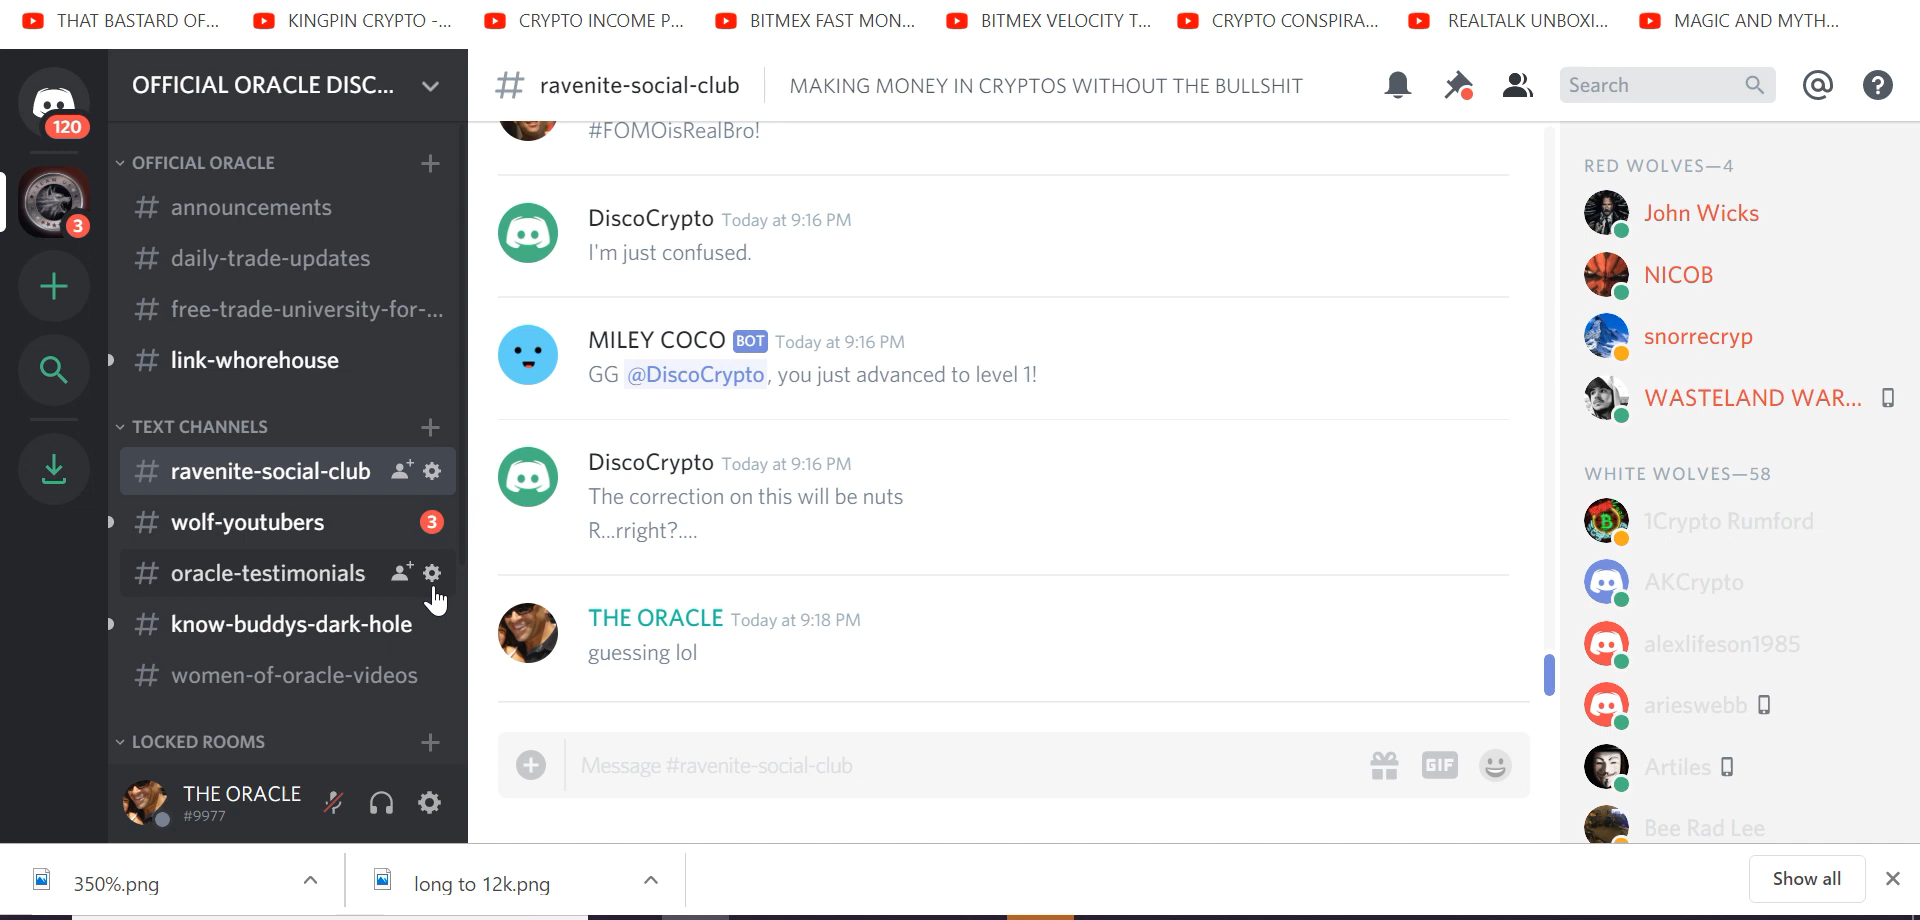 THAT BASTARD OF... KINGPIN CRYPTO -... CRYPTO INCOME P... BITMEX FAST MON... BITMEX VELOCITY T... CRYPTO CONSPIRA... REALTALK UNBOXI... MAGIC AND MYTH...
120
3
OFFICIAL ORACLE DISC...
OFFICIAL ORACLE
# announcements
# daily-trade-updates
# free-trade-university-for-...
# link-whorehouse
TEXT CHANNELS
# ravenite-social-club
# wolf-youtubers 3
# oracle-testimonials
# know-buddys-dark-hole
# women-of-oracle-videos
LOCKED ROOMS
THE ORACLE
#9977
# ravenite-social-club MAKING MONEY IN CRYPTOS WITHOUT THE BULLSHIT Search
#FOMOisRealBro!
DiscoCrypto Today at 9:16 PM
I'm just confused.
MILEY COCO BOT Today at 9:16 PM
GG @DiscoCrypto, you just advanced to level 1!
DiscoCrypto Today at 9:16 PM
The correction on this will be nuts
R...rright?....
THE ORACLE Today at 9:18 PM
guessing lol
Message #ravenite-social-club GIF
RED WOLVES—4
John Wicks
NICOB
snorrecryp
WASTELAND WAR...
WHITE WOLVES—58
1Crypto Rumford
AKCrypto
alexlifeson1985
arieswebb
Artiles
Bee Rad Lee
350%.png long to 12k.png Show all